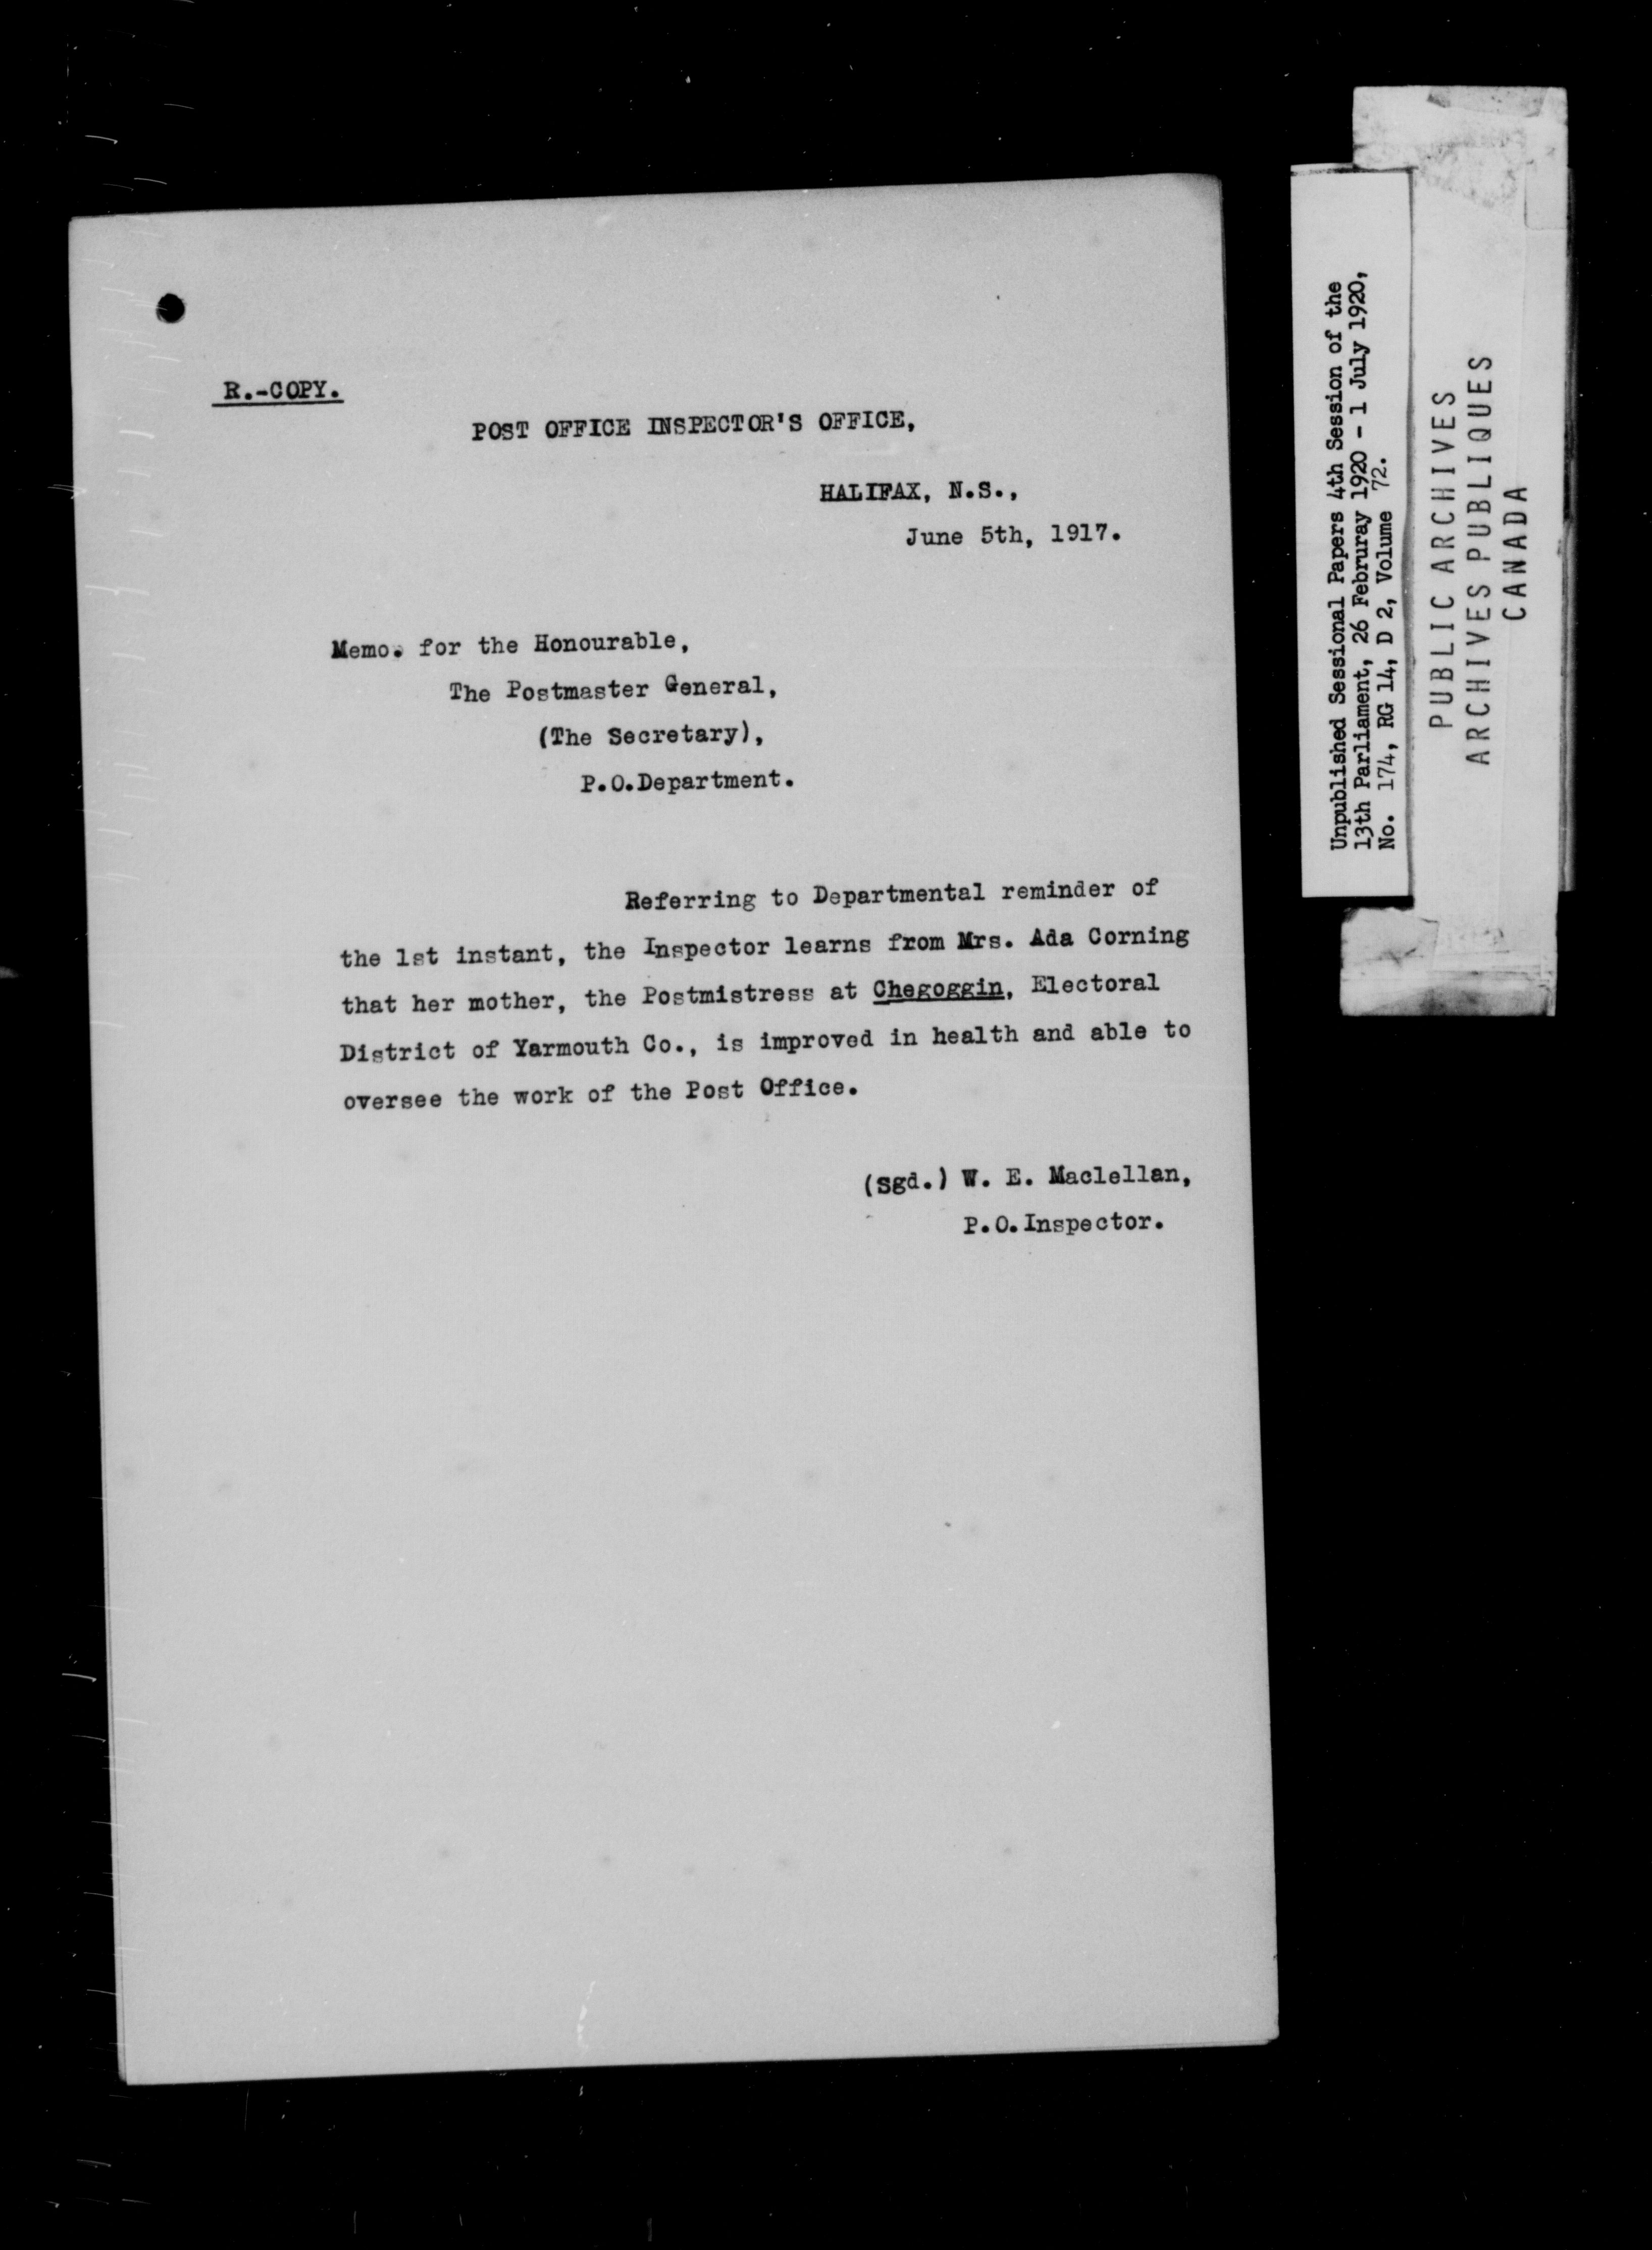 R.-COPY.
POST OFFICE INSPECTOR'S OFFICE,
HALIFAX, N.S.,
June 5th, 1917.
Memo. for the Honourable,
The Postmaster General,
(The Secretary),
P.O.Department.
Referring to Departmental reminder of
the 1st instant, the Inspector learns from Mrs. Ada Corning
that her mother, the Postmistress at Chegoggin, Electoral
District of Yarmouth Co., is improved in health and able to
oversee the work of the Post Office.
(Sgd.) W. E. Maclellan,
P.O.Inspector.
Unpublished Sessional Papers 4th Session of the
13th Parliament, 26 Februray 1920 - 1 July 1920,
No. 174, RG 14, D 2, Volume 72.
PUBLIC ARCHIVES
ARCHIVES PUBLIQUES
CANADA